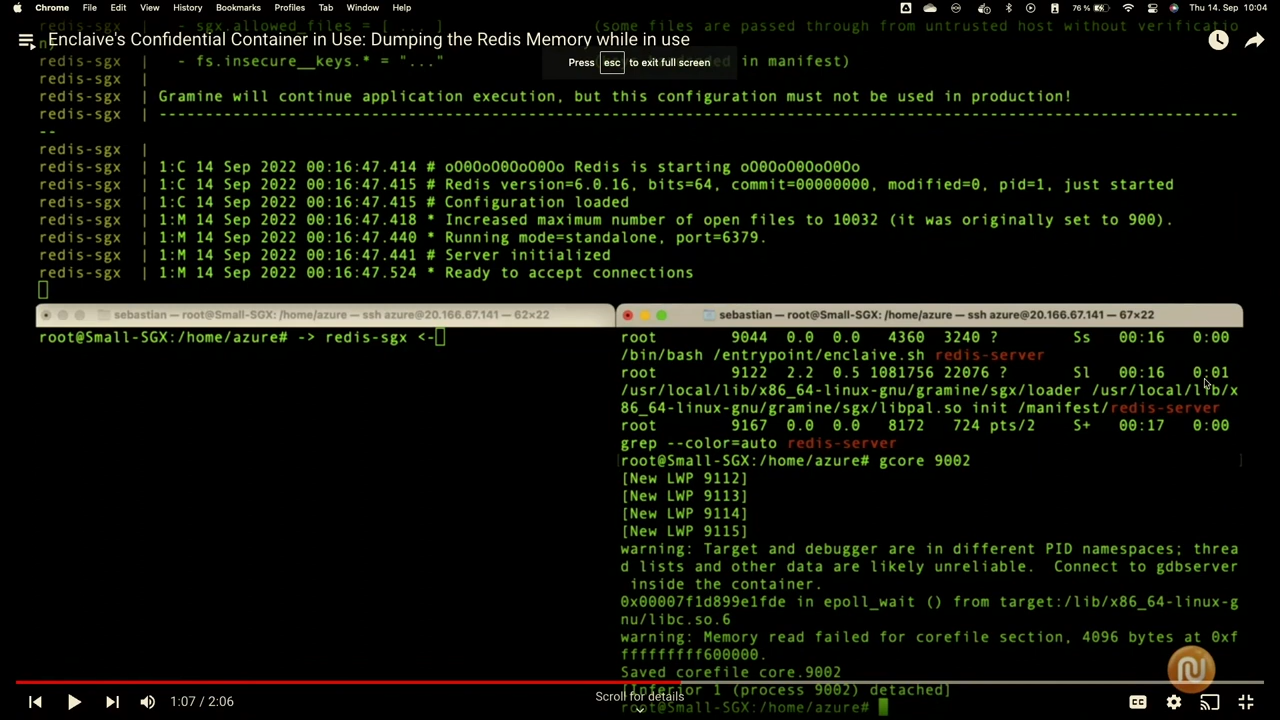 Chrome File Edit View History Bookmarks Profiles Tab Window Help 76 % Thu 14. Sep 10:04
redis-sgx | - sgx.allowed_files = [ ... ] (some files are passed through from untrusted host without verificatio
n)
Enclaive's Confidential Container in Use: Dumping the Redis Memory while in use
redis-sgx | - fs.insecure__keys.* = "..." in manifest)
Press esc to exit full screen
redis-sgx |
redis-sgx | Gramine will continue application execution, but this configuration must not be used in production!
redis-sgx | --------------------------------------------------------------------------------------------------------------------
--
redis-sgx |
redis-sgx | 1:C 14 Sep 2022 00:16:47.414 # oO0OoO0OoO0Oo Redis is starting oO0OoO0OoO0Oo
redis-sgx | 1:C 14 Sep 2022 00:16:47.415 # Redis version=6.0.16, bits=64, commit=00000000, modified=0, pid=1, just started
redis-sgx | 1:C 14 Sep 2022 00:16:47.415 # Configuration loaded
redis-sgx | 1:M 14 Sep 2022 00:16:47.418 * Increased maximum number of open files to 10032 (it was originally set to 900).
redis-sgx | 1:M 14 Sep 2022 00:16:47.440 * Running mode=standalone, port=6379.
redis-sgx | 1:M 14 Sep 2022 00:16:47.441 # Server initialized
redis-sgx | 1:M 14 Sep 2022 00:16:47.524 * Ready to accept connections
sebastian — root@Small-SGX: /home/azure — ssh azure@20.166.67.141 — 62×22
root@Small-SGX:/home/azure# -> redis-sgx <-
sebastian — root@Small-SGX: /home/azure — ssh azure@20.166.67.141 — 67×22
root 9044 0.0 0.0 4360 3240 ? Ss 00:16 0:00
/bin/bash /entrypoint/enclaive.sh redis-server
root 9122 2.2 0.5 1081756 22076 ? Sl 00:16 0:01
/usr/local/lib/x86_64-linux-gnu/gramine/sgx/loader /usr/local/lib/x
86_64-linux-gnu/gramine/sgx/libpal.so init /manifest/redis-server
root 9167 0.0 0.0 8172 724 pts/2 S+ 00:17 0:00
grep --color=auto redis-server
root@Small-SGX:/home/azure# gcore 9002
[New LWP 9112]
[New LWP 9113]
[New LWP 9114]
[New LWP 9115]
warning: Target and debugger are in different PID namespaces; threa
d lists and other data are likely unreliable. Connect to gdbserver
inside the container.
0x00007f1d899e1fde in epoll_wait () from target:/lib/x86_64-linux-g
nu/libc.so.6
warning: Memory read failed for corefile section, 4096 bytes at 0xf
fffffffff600000.
Saved corefile core.9002
[Inferior 1 (process 9002) detached]
root@Small-SGX:/home/azure#
1:07 / 2:06
Scroll for details
CC